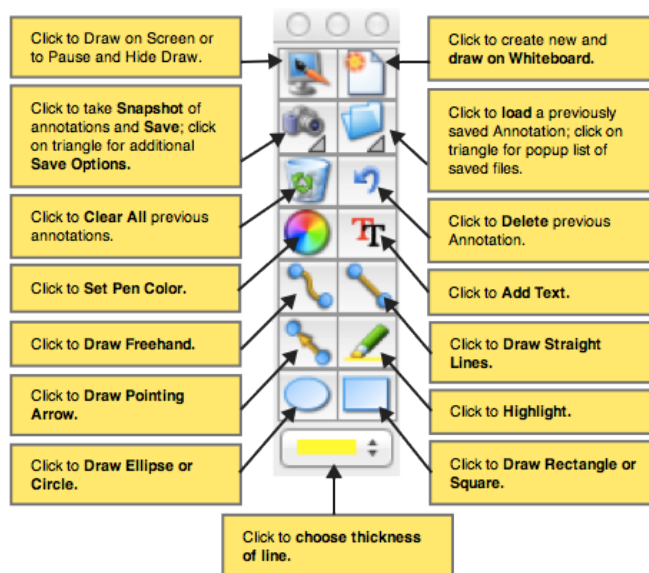 Click to Draw on Screen or
to Pause and Hide Draw.
Click to create new and
draw on Whiteboard.
Click to take Snapshot of
annotations and Save; click
on triangle for additional
Save Options.
Click to load a previously
saved Annotation; click on
triangle for popup list of
saved files.
Click to Clear All previous
annotations.
Click to Delete previous
Annotation.
Click to Set Pen Color.
Click to Add Text.
Click to Draw Freehand.
Click to Draw Straight
Lines.
Click to Draw Pointing
Arrow.
Click to Highlight.
Click to Draw Ellipse or
Circle.
Click to Draw Rectangle or
Square.
Click to choose thickness
of line.
TT